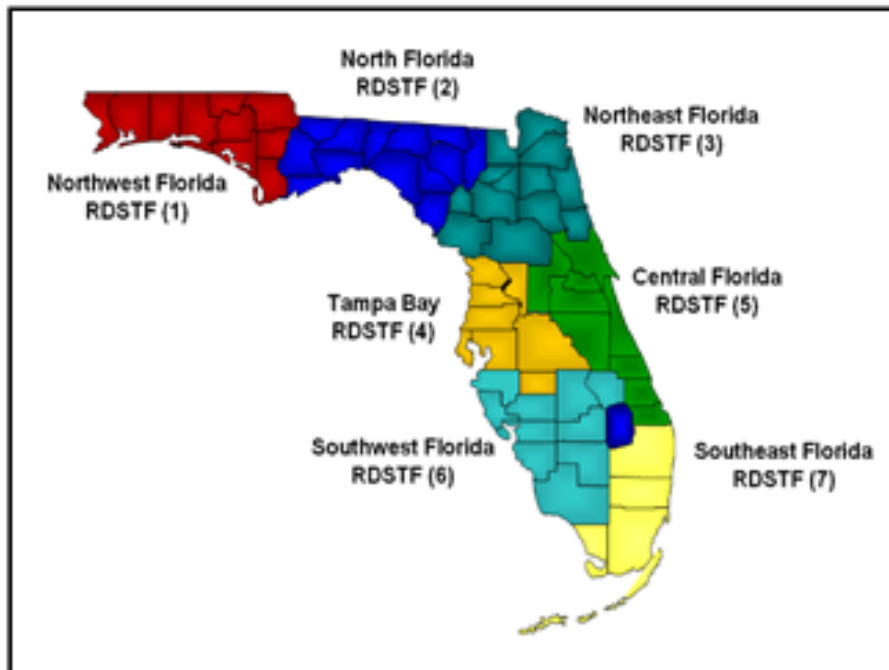 North Florida
RDSTF (2)
Northeast Florida
RDSTF (3)
Northwest Florida
RDSTF (1)
Central Florida
RDSTF (5)
Tampa Bay
RDSTF (4)
Southwest Florida
RDSTF (6)
Southeast Florida
RDSTF (7)